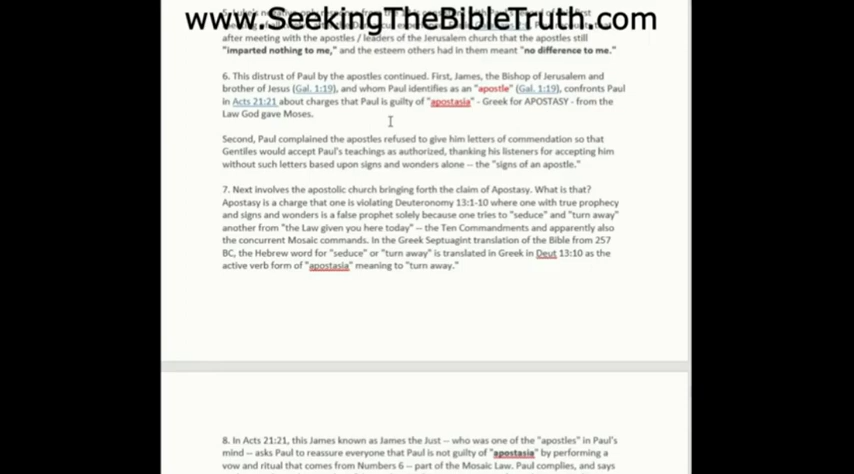 www.SeekingTheBibleTruth.com
after meeting with the apostles / leaders of the Jerusalem church that the apostles still
"imparted nothing to me," and the esteem others had in them meant "no difference to me."
6. This distrust of Paul by the apostles continued. First, James, the Bishop of Jerusalem and
brother of Jesus (Gal. 1:19), and whom Paul identifies as an "apostle" (Gal. 1:19), confronts Paul
in Acts 21:21 about charges that Paul is guilty of "apostasia" - Greek for APOSTASY - from the
Law God gave Moses.
Second, Paul complained the apostles refused to give him letters of commendation so that
Gentiles would accept Paul's teachings as authorized, thanking his listeners for accepting him
without such letters based upon signs and wonders alone -- the "signs of an apostle."
7. Next involves the apostolic church bringing forth the claim of Apostasy. What is that?
Apostasy is a charge that one is violating Deuteronomy 13:1-10 where one with true prophecy
and signs and wonders is a false prophet solely because one tries to "seduce" and "turn away"
another from "the Law given you here today" -- the Ten Commandments and apparently also
the concurrent Mosaic commands. In the Greek Septuagint translation of the Bible from 257
BC, the Hebrew word for "seduce" or "turn away" is translated in Greek in Deut 13:10 as the
active verb form of "apostasia" meaning to "turn away."
8. In Acts 21:21, this James known as James the Just -- who was one of the "apostles" in Paul's
mind -- asks Paul to reassure everyone that Paul is not guilty of "apostasia" by performing a
vow and ritual that comes from Numbers 6 -- part of the Mosaic Law. Paul complies, and says